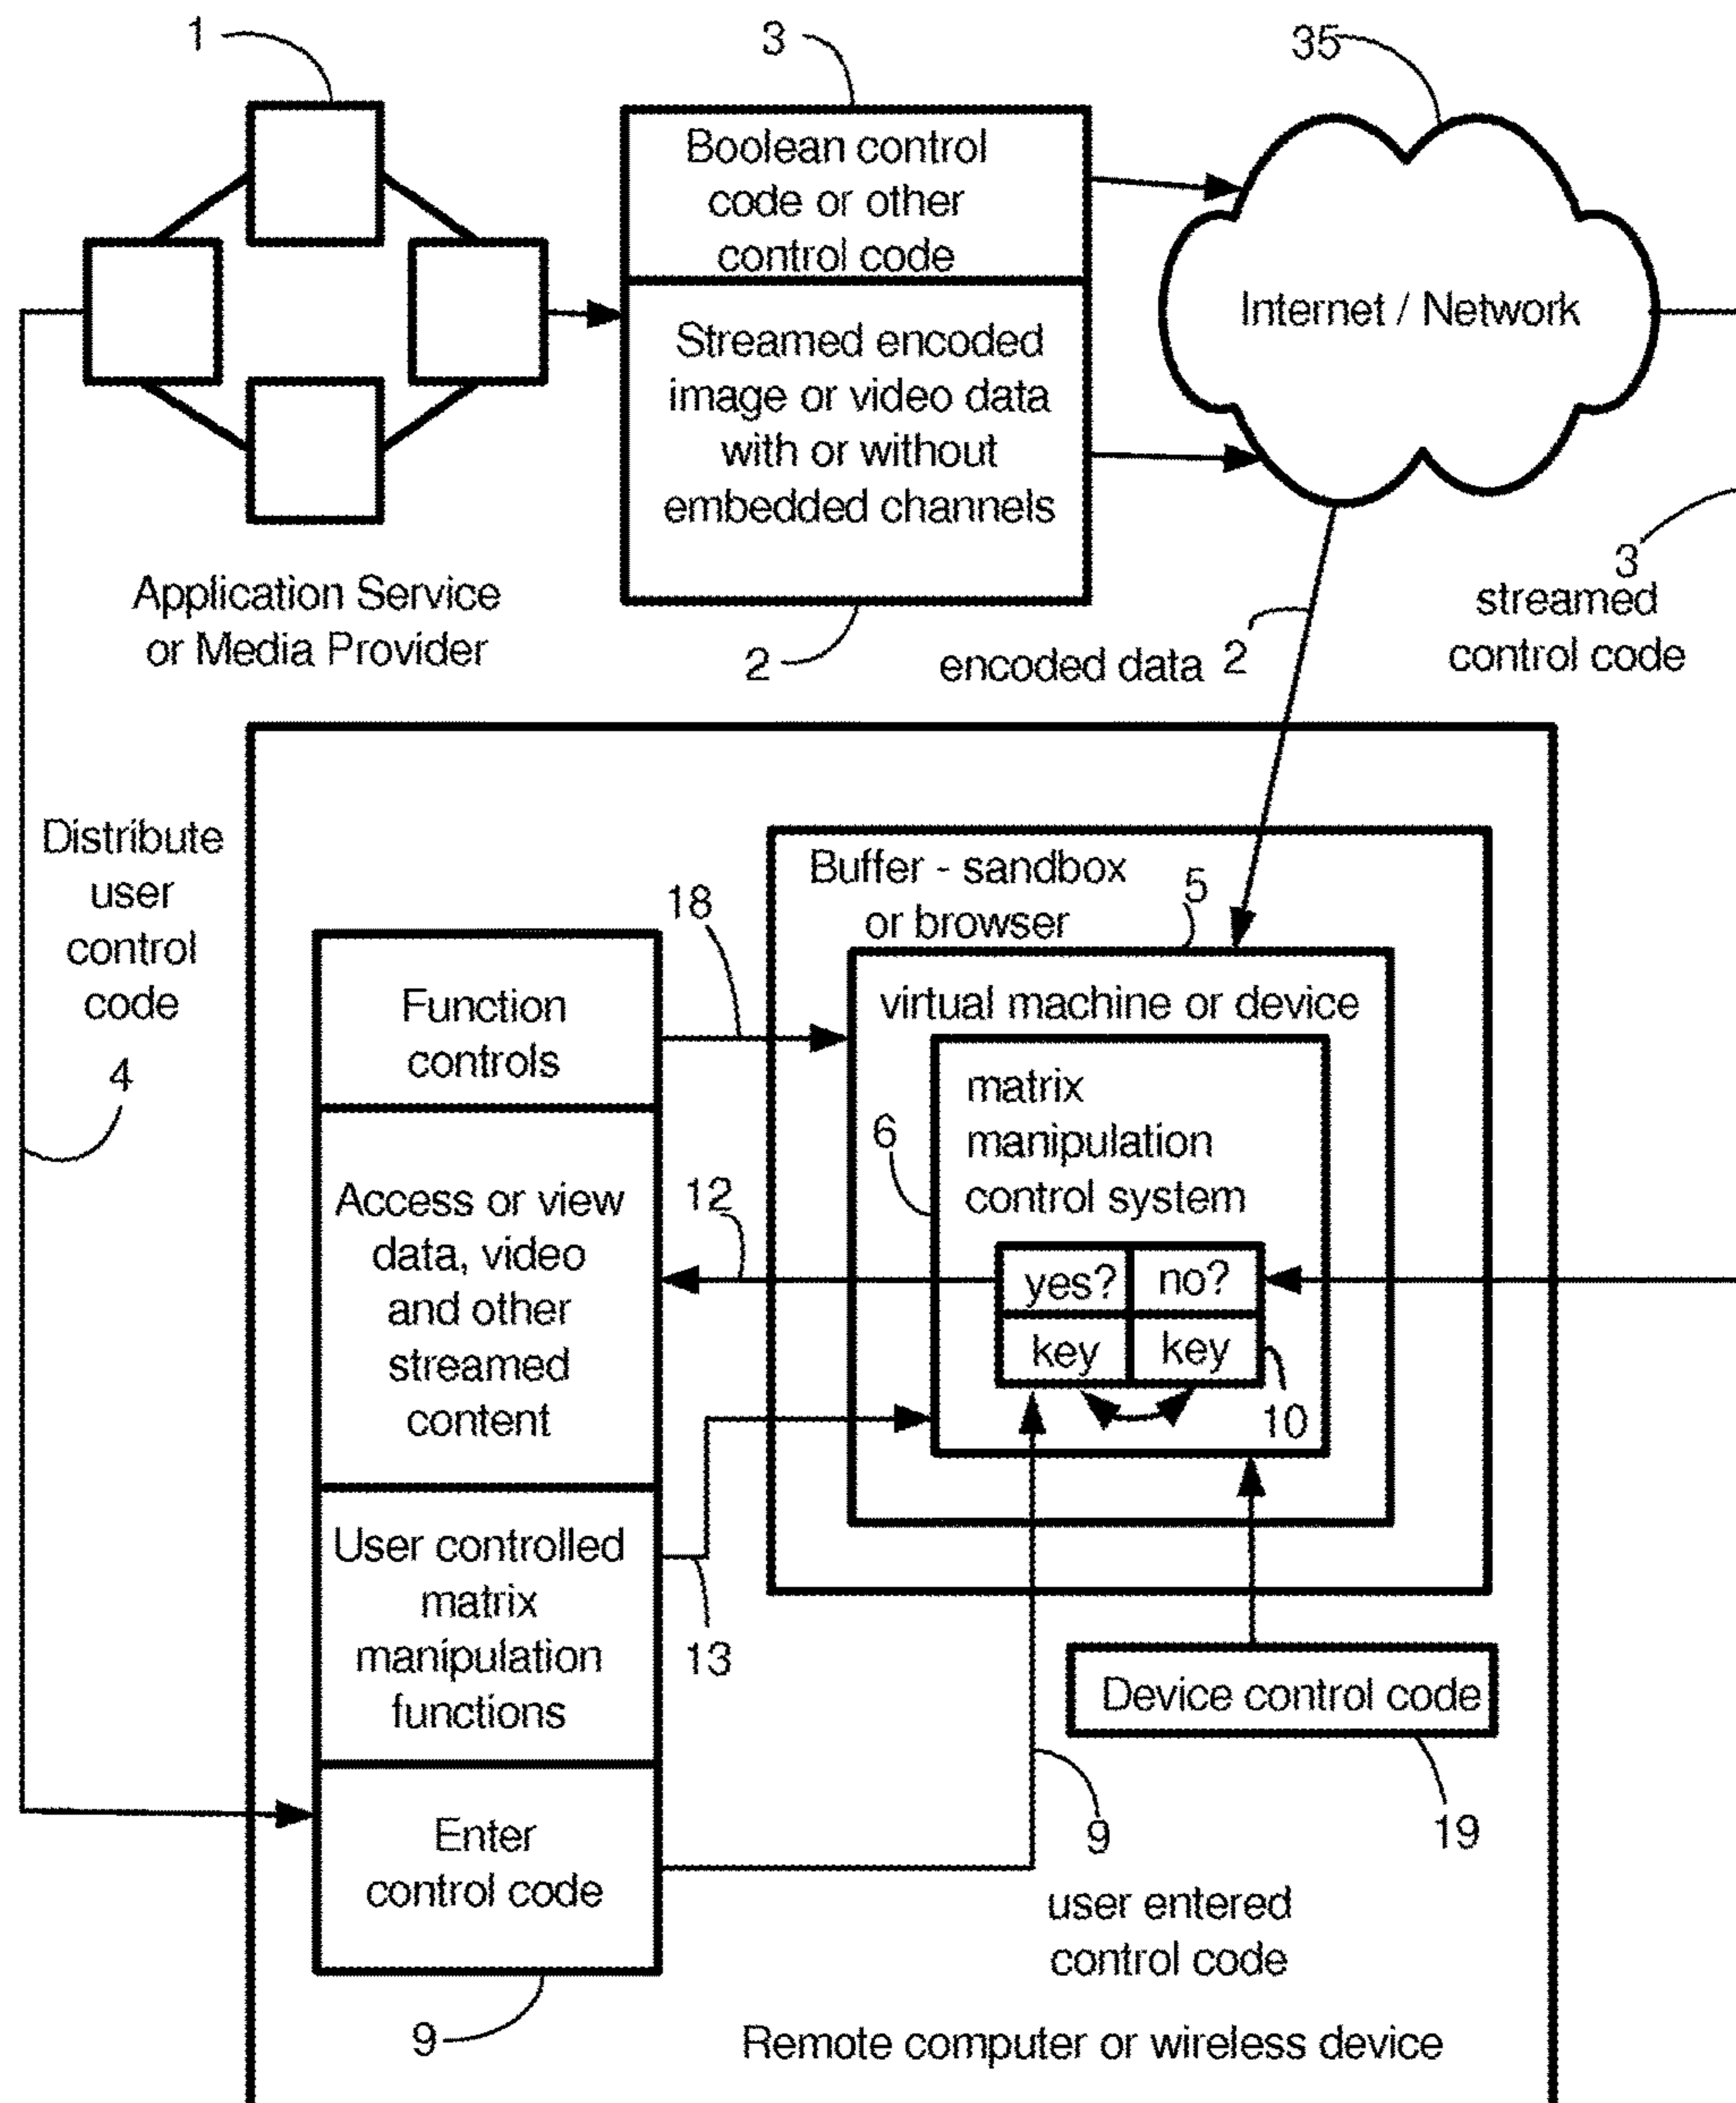 1
3
35
Boolean control
code or other
control code
Streamed encoded
image or video data
with or without
embedded channels
Internet / Network
Application Service
or Media Provider
2
encoded data
2
3
streamed
control code
Distribute
user
control
code
4
Buffer - sandbox
or browser
5
18
Function
controls
virtual machine or device
matrix
manipulation
control system
6
12
Access or view
data, video
and other
streamed
content
yes?
no?
key
key
10
User controlled
matrix
manipulation
functions
13
Device control code
19
Enter
control code
9
user entered
control code
9
Remote computer or wireless device